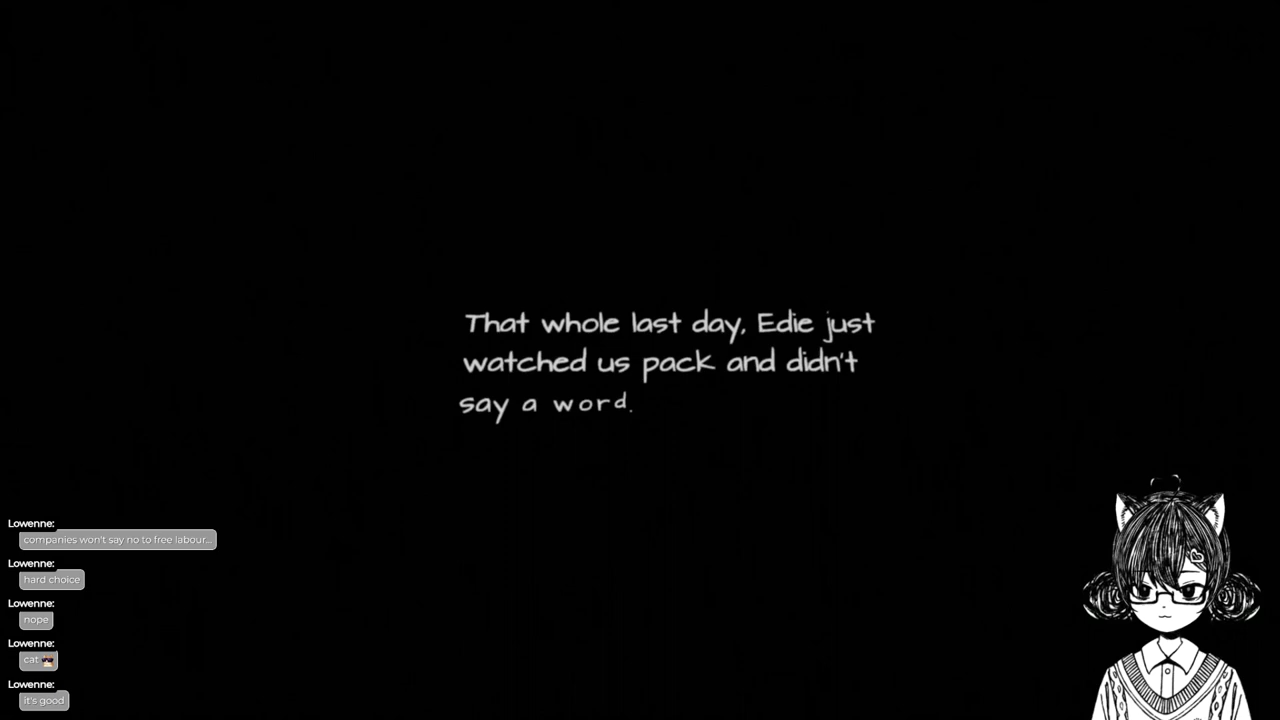 That whole last day, Edie just
watched us pack and didn't
say a word.
Lowenne:
companies won't say no to free labour...
Lowenne:
hard choice
Lowenne:
nope
Lowenne:
cat
Lowenne:
it's good